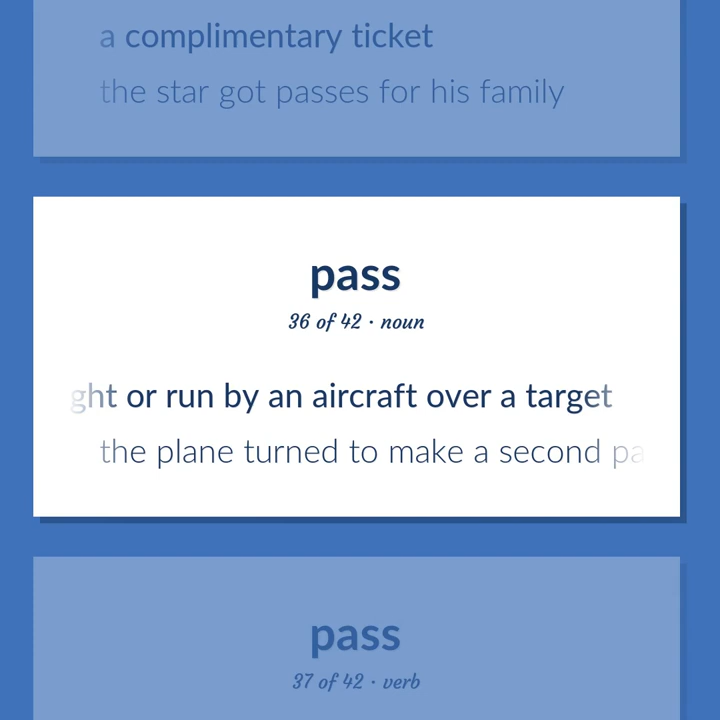 a complimentary ticket
the star got passes for his family
pass
36 of 42 · noun
ght or run by an aircraft over a target
the plane turned to make a second pa
pass
37 of 42 · verb